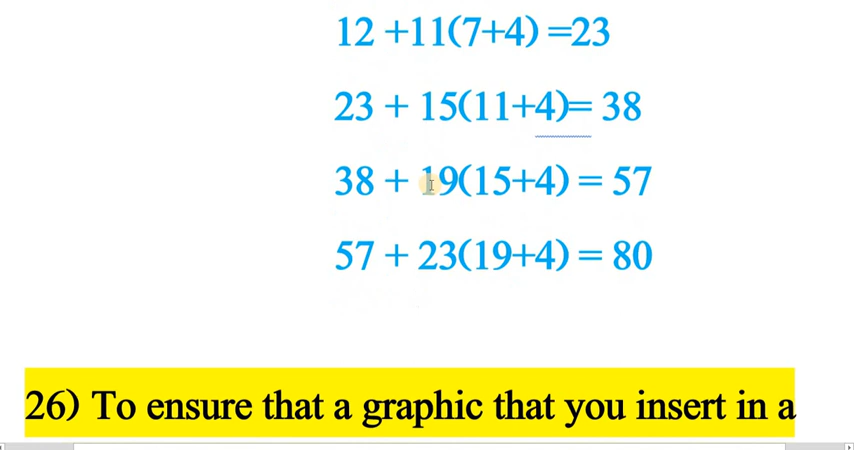 12 +11(7+4) =23
23 + 15(11+4)= 38
38 + 19(15+4) = 57
57 + 23(19+4) = 80
26) To ensure that a graphic that you insert in a